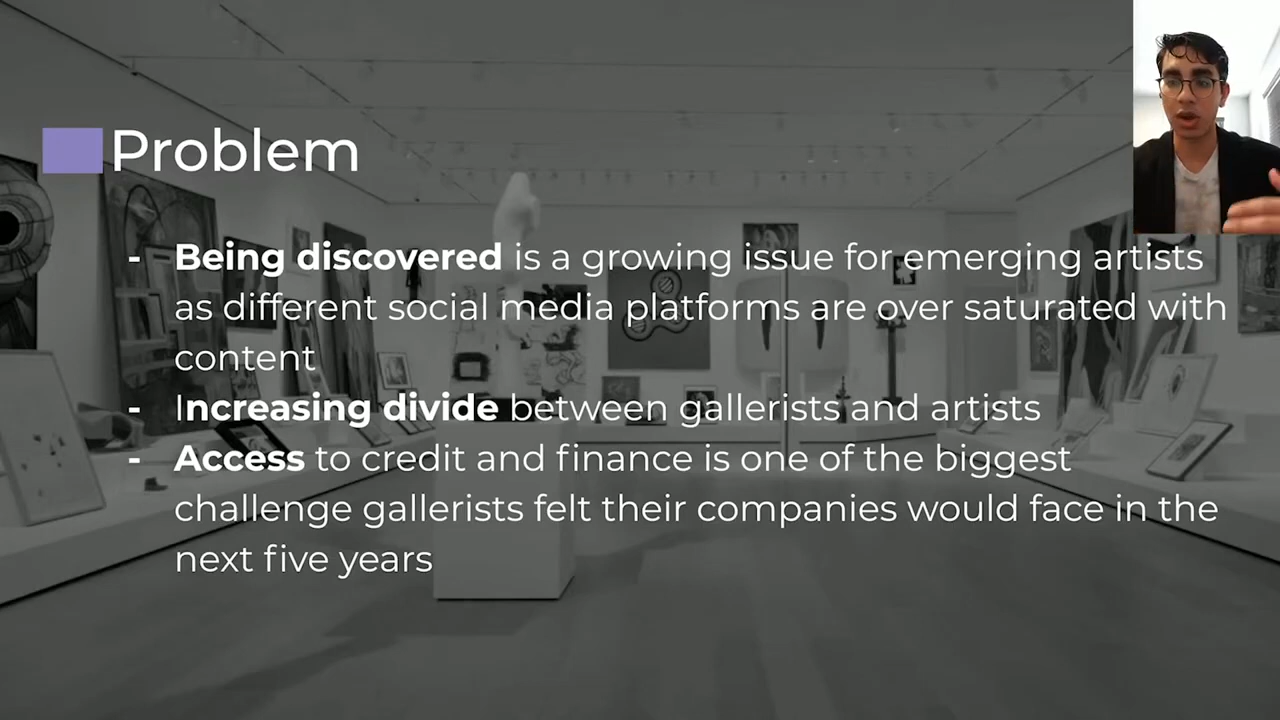 Problem
- Being discovered is a growing issue for emerging artists
as different social media platforms are over saturated with
content
- Increasing divide between gallerists and artists
- Access to credit and finance is one of the biggest
challenge gallerists felt their companies would face in the
next five years